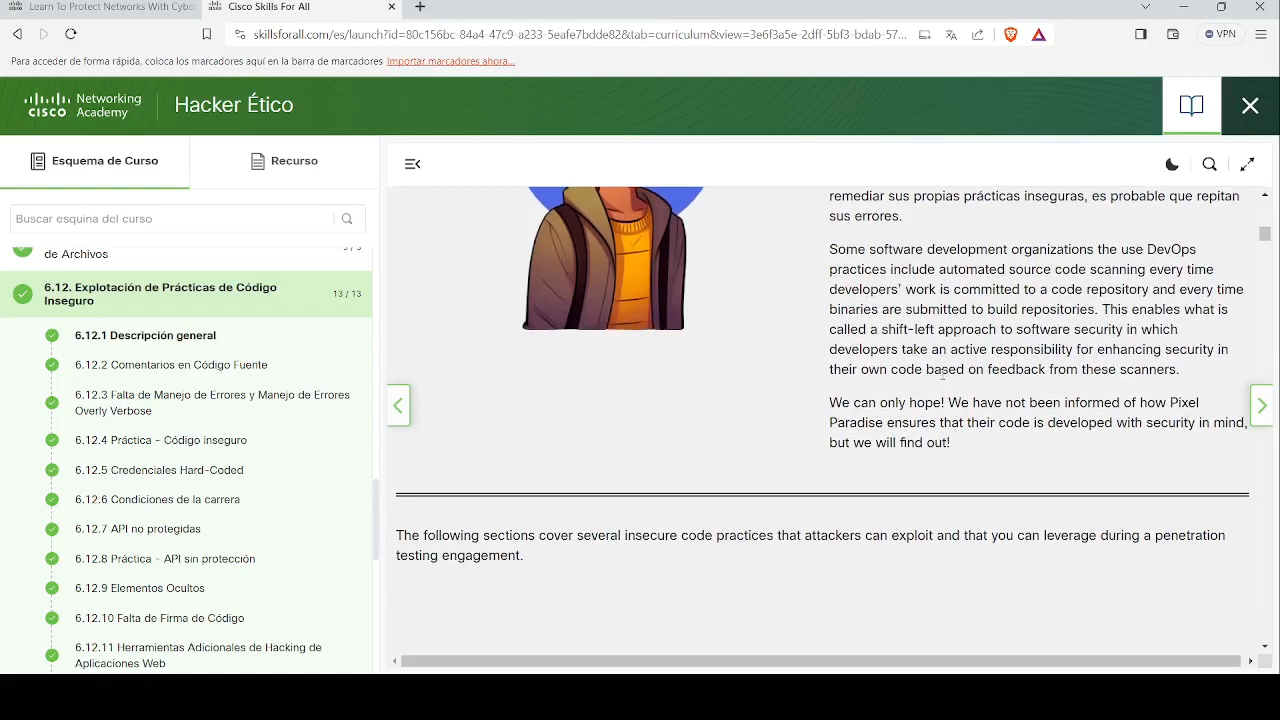 Learn To Protect Networks With Cyber
Cisco Skills For All
skillsforall.com/es/launch?id=80c156bc-84a4-47c9-a233-5eafe7bdde82&tab=curriculum&view=3e6f3a5e-2dff-5bf3-bdab-57...
VPN
Para acceder de forma rápida, coloca los marcadores aquí en la barra de marcadores Importar marcadores ahora...
CISCO Networking Academy
Hacker Ético
Esquema de Curso
Recurso
Buscar esquina del curso
de Archivos
6.12. Explotación de Prácticas de Código
Inseguro
13 / 13
6.12.1 Descripción general
6.12.2 Comentarios en Código Fuente
6.12.3 Falta de Manejo de Errores y Manejo de Errores
Overly Verbose
6.12.4 Práctica - Código inseguro
6.12.5 Credenciales Hard-Coded
6.12.6 Condiciones de la carrera
6.12.7 API no protegidas
6.12.8 Práctica - API sin protección
6.12.9 Elementos Ocultos
6.12.10 Falta de Firma de Código
6.12.11 Herramientas Adicionales de Hacking de
Aplicaciones Web
remediar sus propias prácticas inseguras, es probable que repitan
sus errores.
Some software development organizations the use DevOps
practices include automated source code scanning every time
developers’ work is committed to a code repository and every time
binaries are submitted to build repositories. This enables what is
called a shift-left approach to software security in which
developers take an active responsibility for enhancing security in
their own code based on feedback from these scanners.
We can only hope! We have not been informed of how Pixel
Paradise ensures that their code is developed with security in mind,
but we will find out!
The following sections cover several insecure code practices that attackers can exploit and that you can leverage during a penetration
testing engagement.